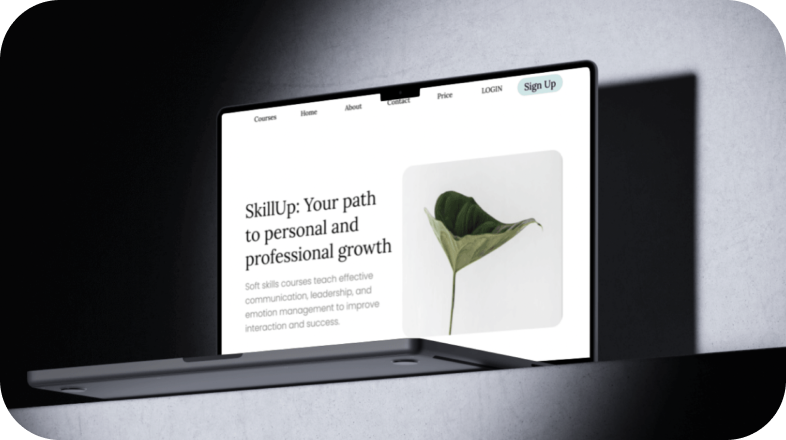 Courses Home About Contact Price LOGIN Sign Up
SkillUp: Your path
to personal and
professional growth
Soft skills courses teach effective
communication, leadership, and
emotion management to improve
interaction and success.